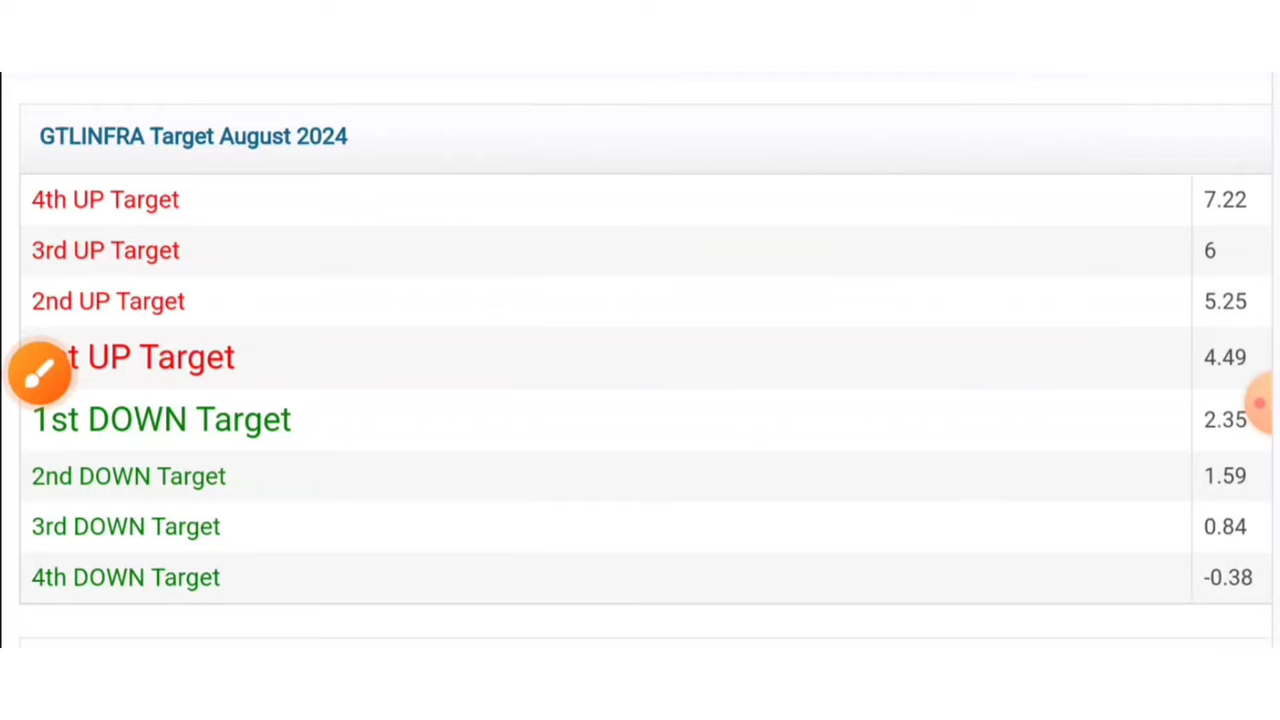 GTLINFRA Target August 2024
4th UP Target 7.22
3rd UP Target 6
2nd UP Target 5.25
t UP Target 4.49
1st DOWN Target 2.35
2nd DOWN Target 1.59
3rd DOWN Target 0.84
4th DOWN Target -0.38